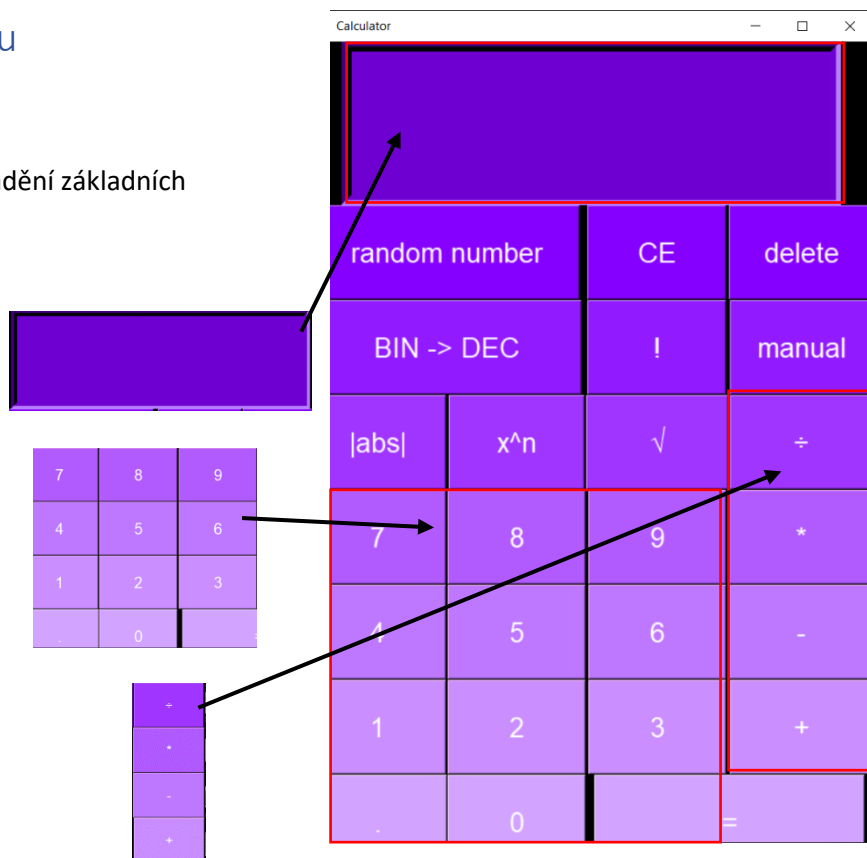 u
dění základních
7 8 9
4 5 6
1 2 3
. 0
÷
*
-
+
Calculator
random number CE delete
BIN -> DEC ! manual
|abs| x^n √ ÷
7 8 9 *
4 5 6 -
1 2 3 +
. 0 =